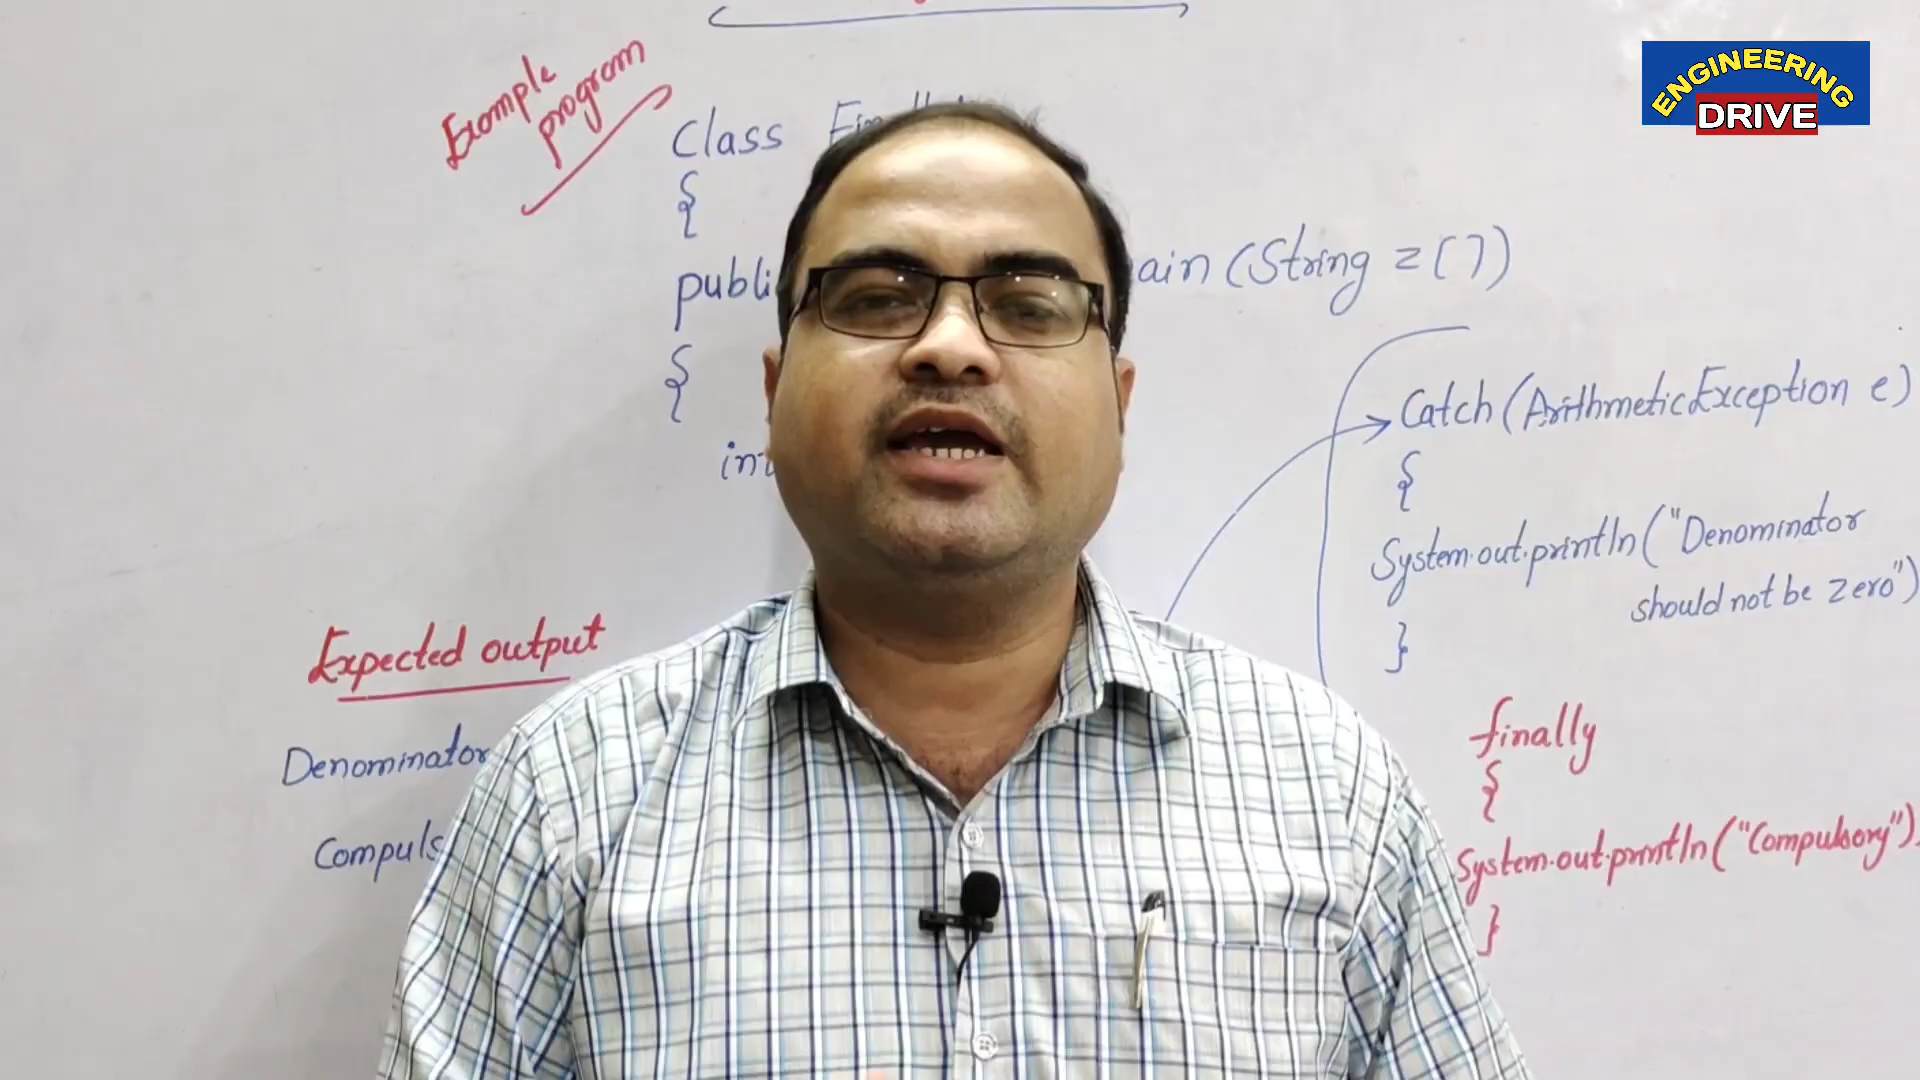 Example
program
Class
{
public
{
ain (String z[])
int
Catch (ArithmeticException e)
{
System.out.println("Denominator
should not be zero")
}
finally
{
System.out.println("Compulsory")
}
Expected output
Denominator
Compuls
ENGINEERING
DRIVE